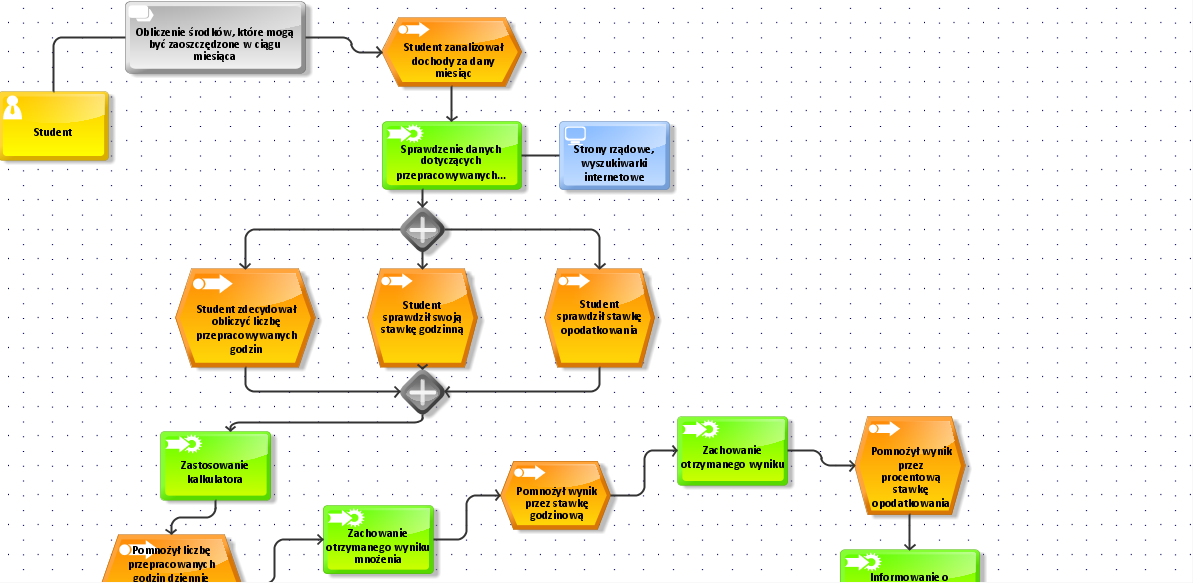 Obliczenie środków, które mogą
być zaoszczędzone w ciągu
miesiąca
Student zanalizował
dochody za dany
miesiąc
Student
Sprawdzenie danych
dotyczących
przepracowywanych...
Strony rządowe,
wyszukiwarki
internetowe
Student zdecydował
obliczyć liczbę
przepracowywanych
godzin
Student
sprawdził swoją
stawkę godzinną
Student
sprawdził stawkę
opodatkowania
Zastosowanie
kalkulatora
Zachowanie
otrzymanego wyniku
Pomnożył wynik
przez
procentową
stawkę
opodatkowania
Pomnożył wynik
przez stawkę
godzinową
Zachowanie
otrzymanego wyniku
mnożenia
Pomnożył liczbę
przepracowanych
godzin dziennie
Informowanie o